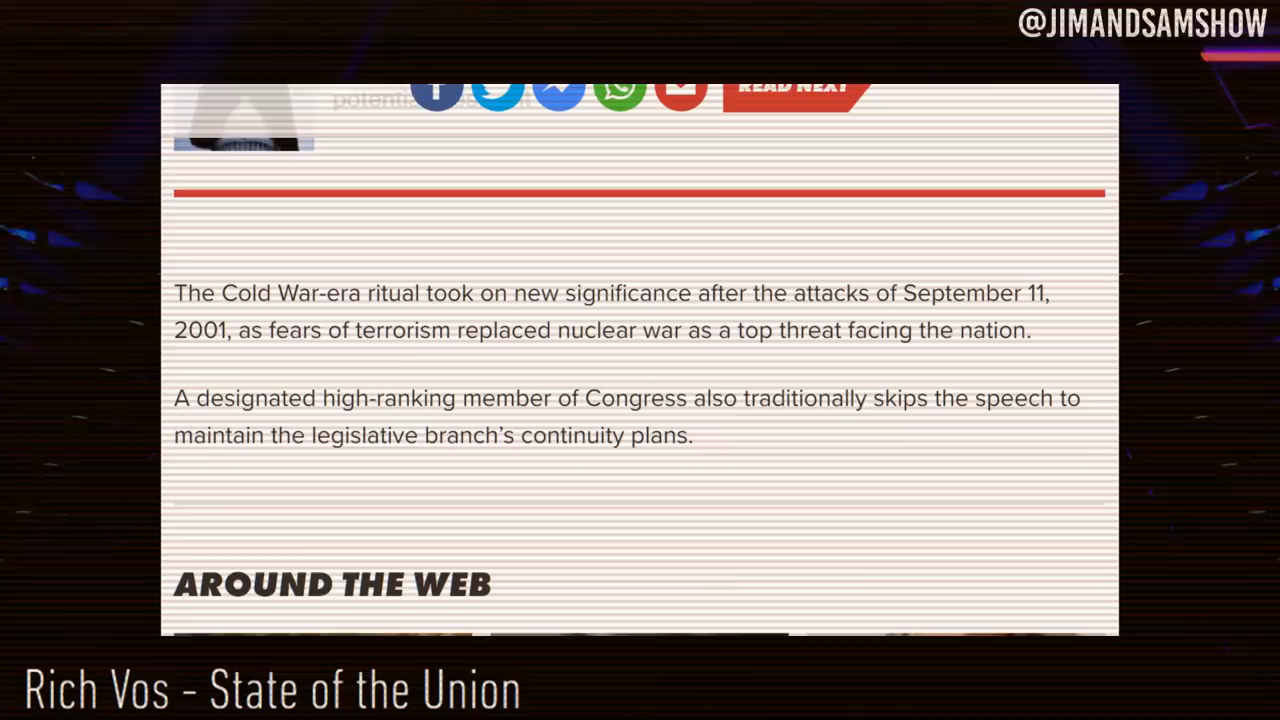 @JIMANDSAMSHOW
READ NEXT
The Cold War-era ritual took on new significance after the attacks of September 11,
2001, as fears of terrorism replaced nuclear war as a top threat facing the nation.
A designated high-ranking member of Congress also traditionally skips the speech to
maintain the legislative branch's continuity plans.
AROUND THE WEB
Rich Vos - State of the Union